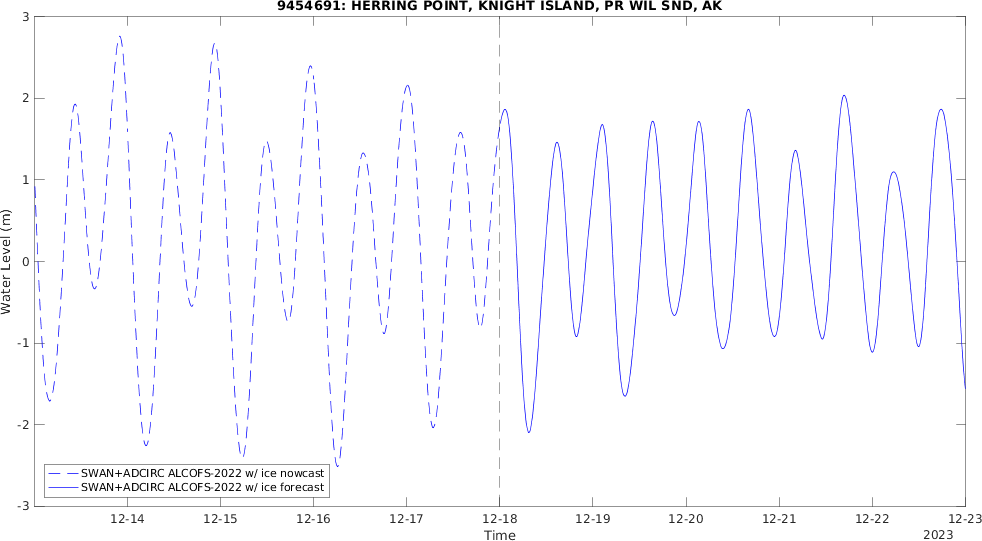 9454691: HERRING POINT, KNIGHT ISLAND, PR WIL SND, AK
3
2
1
0
-1
-2
-3
Water Level (m)
SWAN+ADCIRC ALCOFS-2022 w/ ice nowcast
SWAN+ADCIRC ALCOFS-2022 w/ ice forecast
12-14 12-15 12-16 12-17 12-18 12-19 12-20 12-21 12-22 12-23
Time 2023